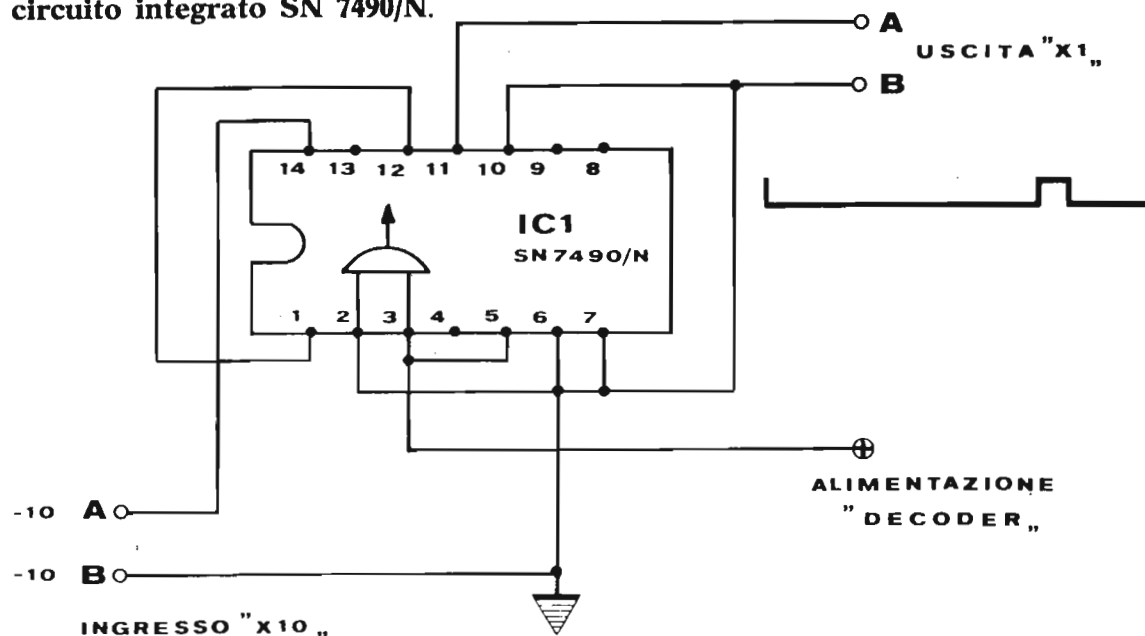 circuito integrato SN 7490/N.
A
USCITA "X1„
B
14 13 12 11 10 9 8
IC1
SN7490/N
1 2 3 4 5 6 7
ALIMENTAZIONE
"DECODER„
-10 A
-10 B
INGRESSO "X10„